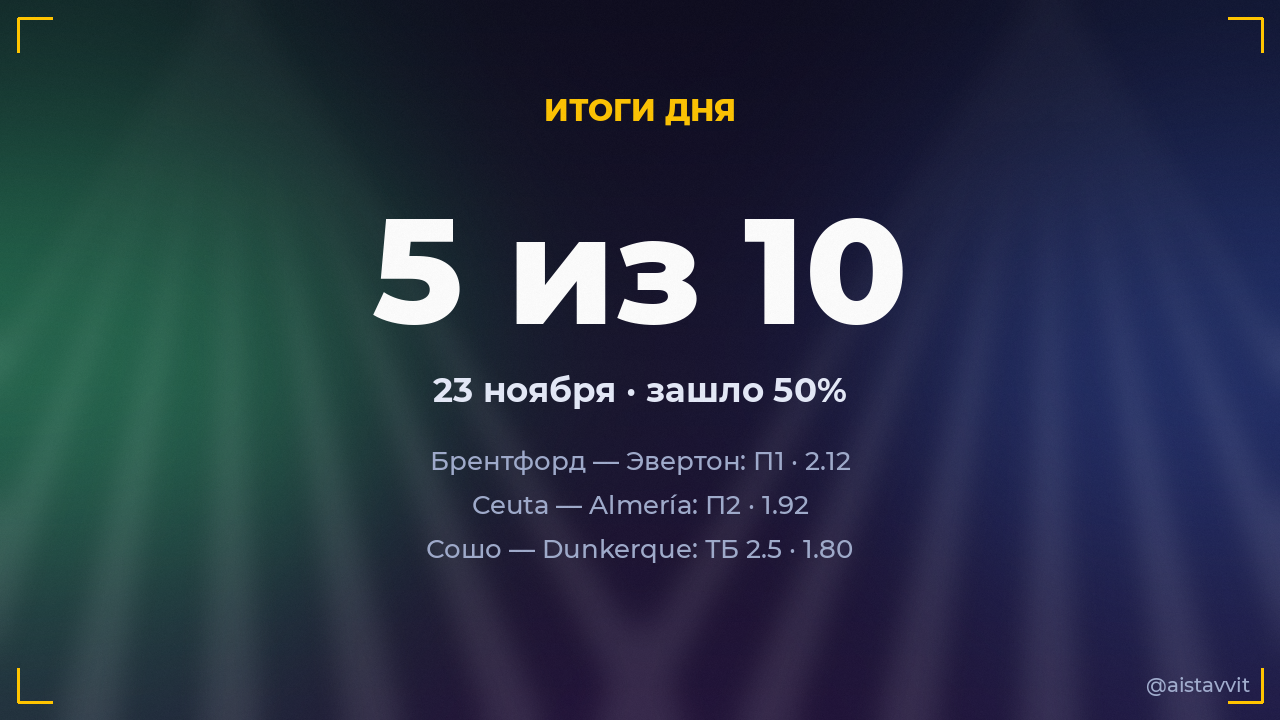 ИТОГИ ДНЯ
5 из 10
23 ноября · зашло 50%
Брентфорд — Эвертон: П1 · 2.12
Ceuta — Almería: П2 · 1.92
Сошо — Dunkerque: ТБ 2.5 · 1.80
@aistavvit